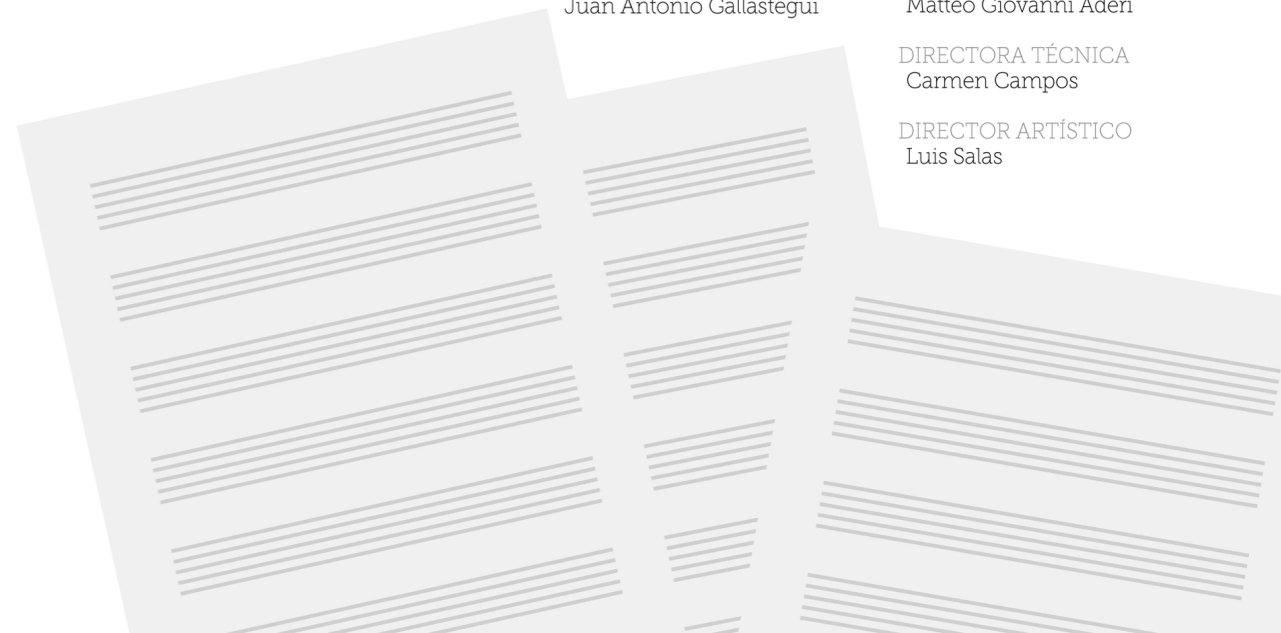 Juan Antonio Gallastegui
Matteo Giovanni Aderi
DIRECTORA TÉCNICA
Carmen Campos
DIRECTOR ARTÍSTICO
Luis Salas